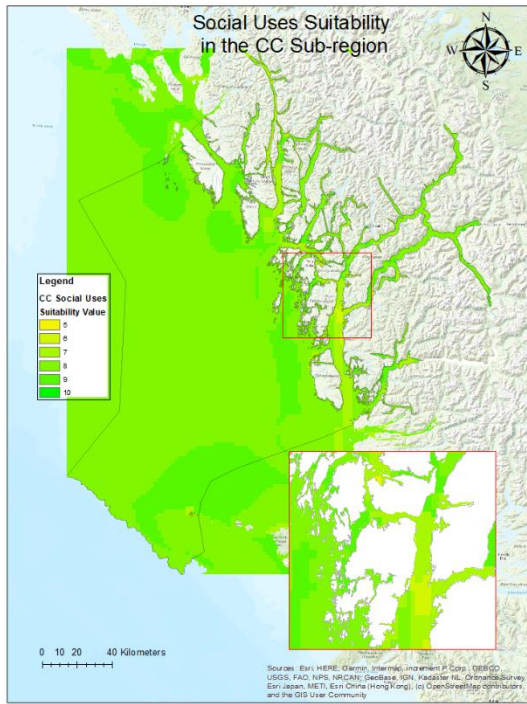 Social Uses Suitability
in the CC Sub-region
N
W
E
S
Legend
CC Social Uses
Suitability Value
5
6
7
8
9
10
0 10 20 40 Kilometers
Sources: Esri, HERE, Garmin, Intermap, increment P Corp., GEBCO,
USGS, FAO, NPS, NRCAN, GeoBase, IGN, Kadaster NL, Ordnance Survey,
Esri Japan, METI, Esri China (Hong Kong), (c) OpenStreetMap contributors,
and the GIS User Community